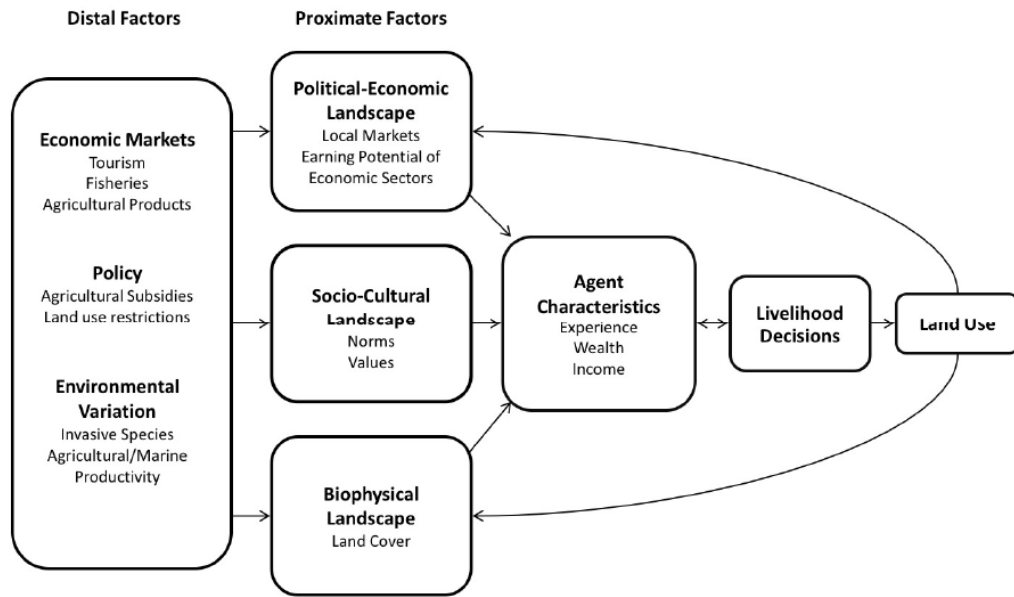 Distal Factors
Proximate Factors
Economic Markets
Tourism
Fisheries
Agricultural Products
Policy
Agricultural Subsidies
Land use restrictions
Environmental
Variation
Invasive Species
Agricultural/Marine
Productivity
Political-Economic
Landscape
Local Markets
Earning Potential of
Economic Sectors
Socio-Cultural
Landscape
Norms
Values
Biophysical
Landscape
Land Cover
Agent
Characteristics
Experience
Wealth
Income
Livelihood
Decisions
Land Use